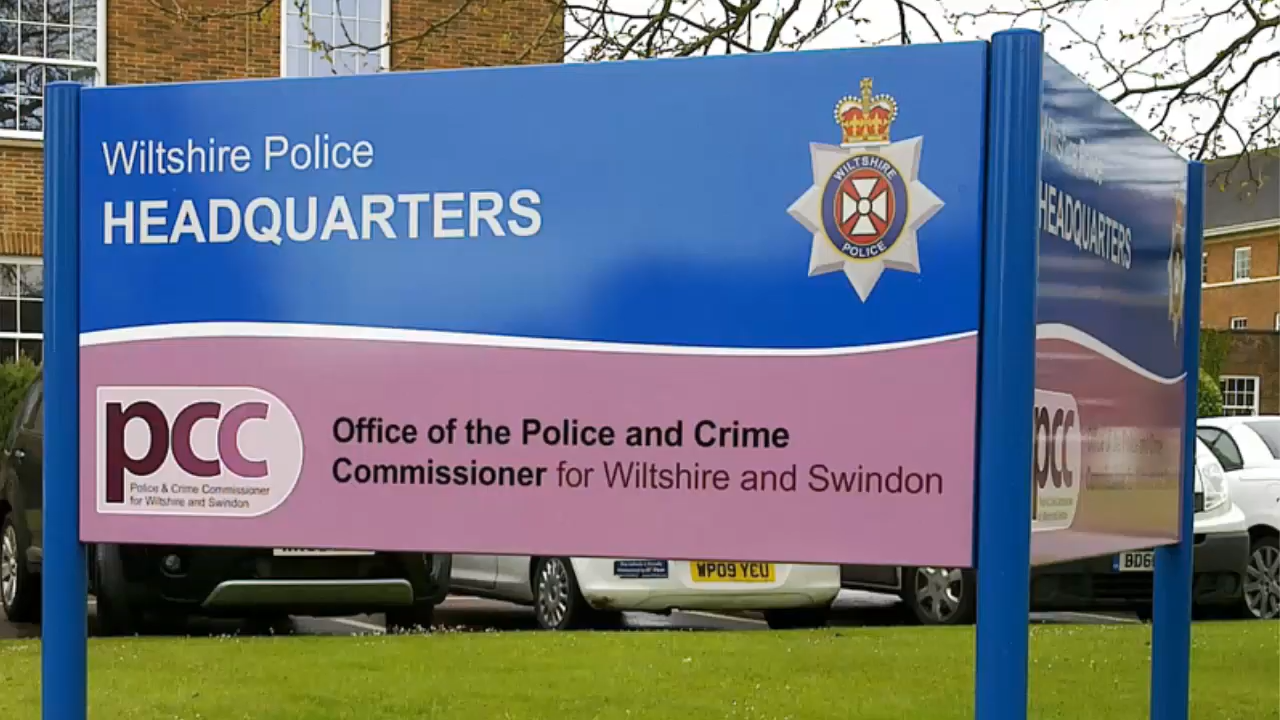 Wiltshire Police
HEADQUARTERS
WILTSHIRE
POLICE
pcc
Police & Crime Commissioner
for Wiltshire and Swindon
Office of the Police and Crime
Commissioner for Wiltshire and Swindon
HEADQUARTERS
pcc
WP09 YEU